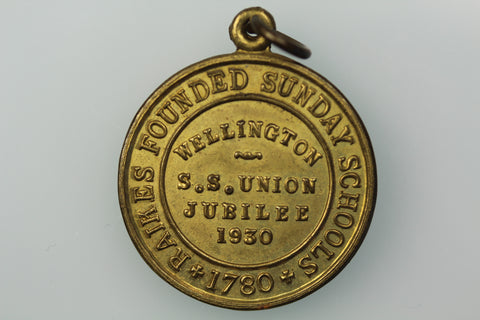 RAIKES FOUNDED SUNDAY SCHOOLS
1780
WELLINGTON
S.S. UNION
JUBILEE
1930